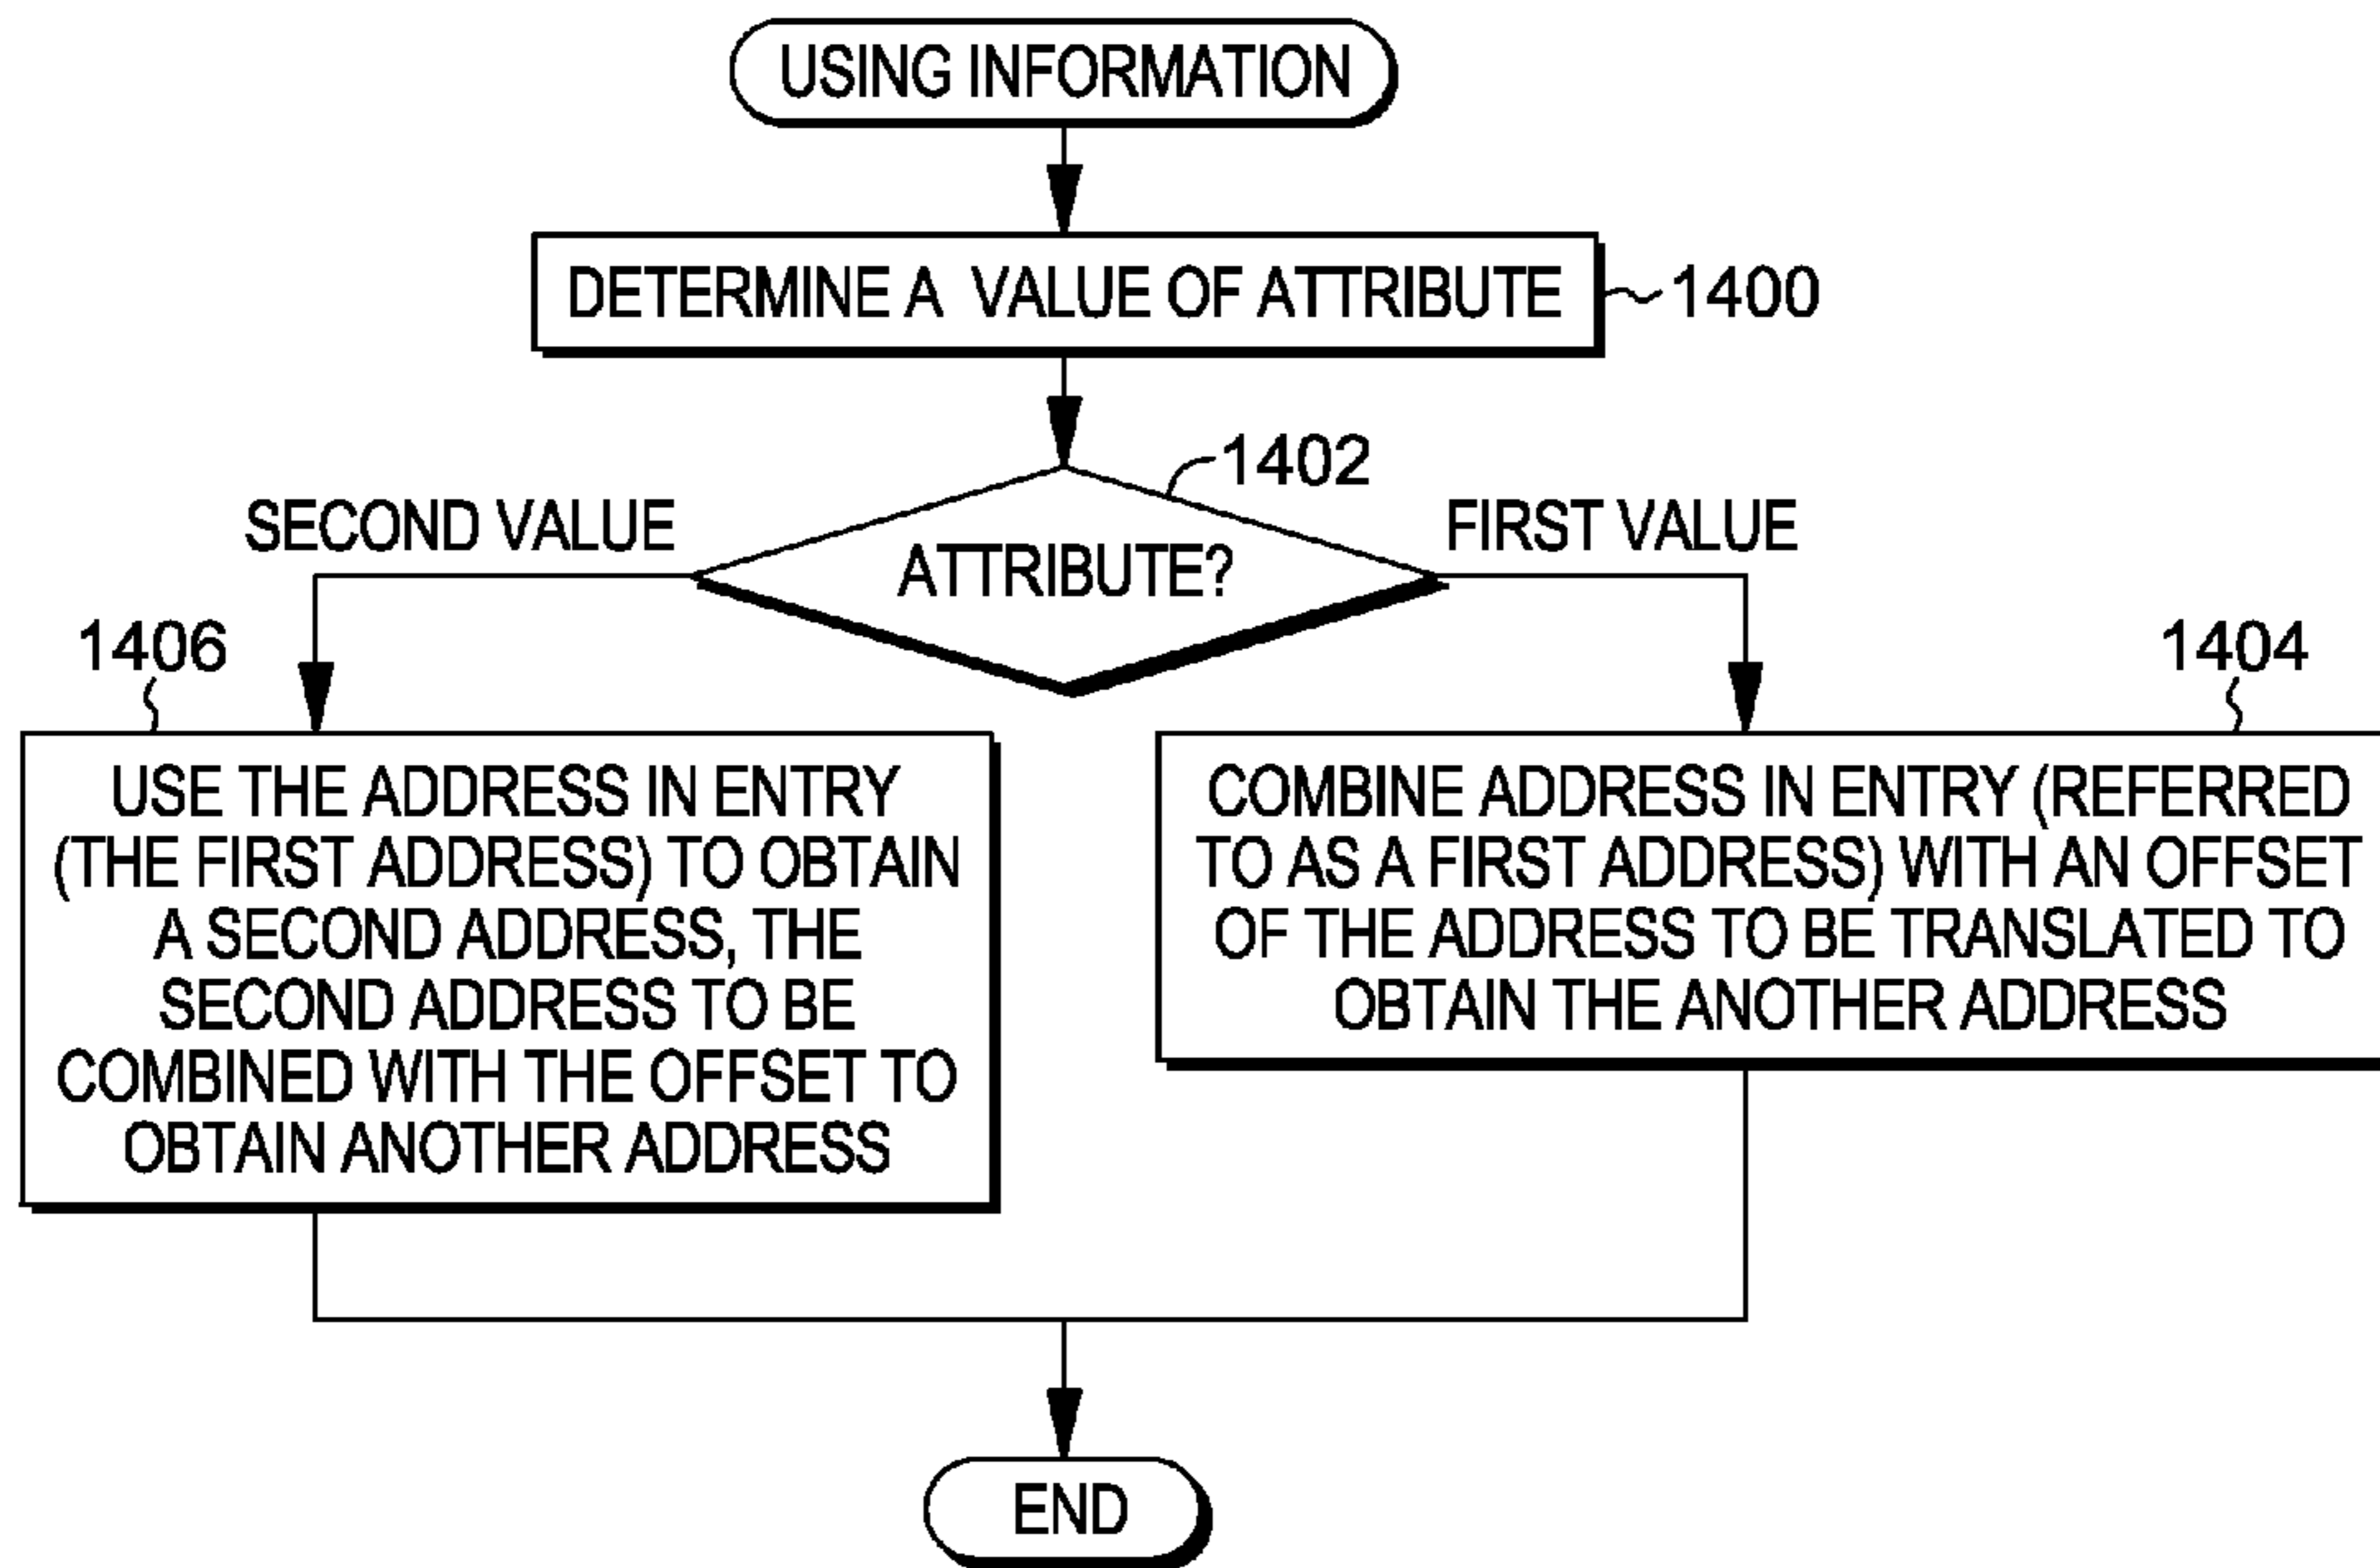 USING INFORMATION
DETERMINE A VALUE OF ATTRIBUTE
1400
1402
ATTRIBUTE?
SECOND VALUE
FIRST VALUE
1406
USE THE ADDRESS IN ENTRY
(THE FIRST ADDRESS) TO OBTAIN
A SECOND ADDRESS, THE
SECOND ADDRESS TO BE
COMBINED WITH THE OFFSET TO
OBTAIN ANOTHER ADDRESS
1404
COMBINE ADDRESS IN ENTRY (REFERRED
TO AS A FIRST ADDRESS) WITH AN OFFSET
OF THE ADDRESS TO BE TRANSLATED TO
OBTAIN THE ANOTHER ADDRESS
END